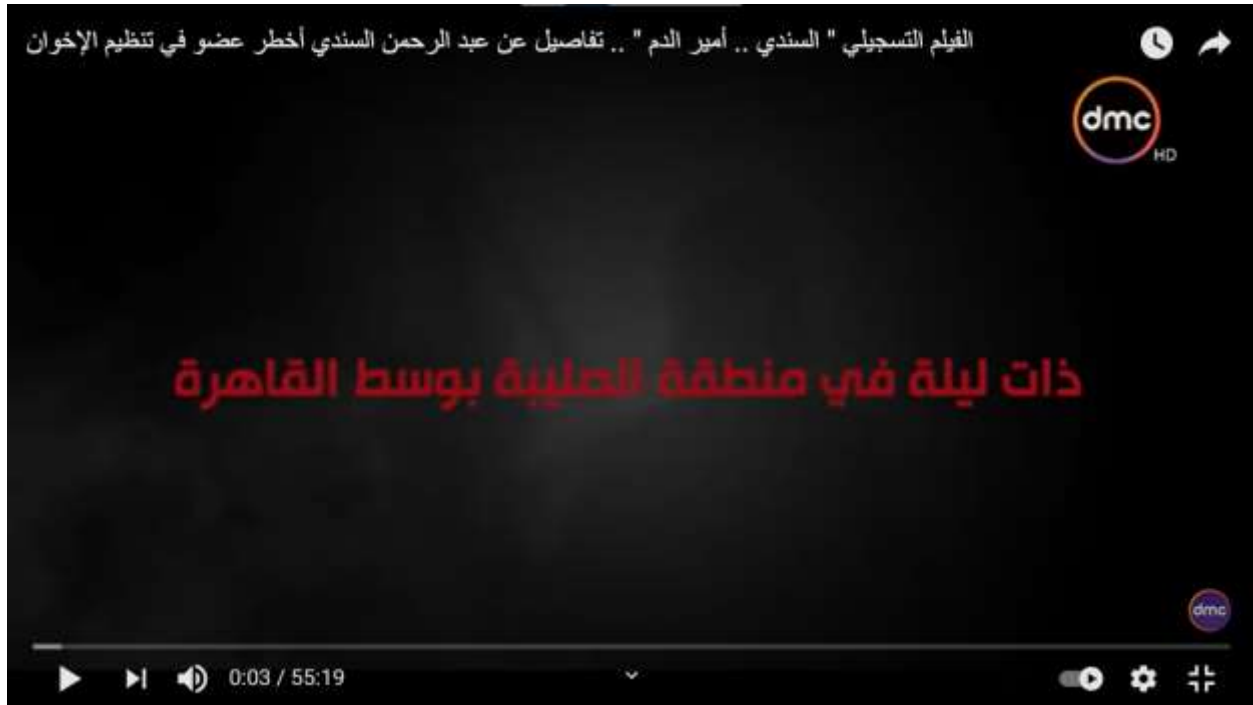 الفيلم التسجيلي " السندي .. أمير الدم " .. تفاصيل عن عبد الرحمن السندي أخطر عضو في تنظيم الإخوان
dmc
HD
ذات ليلة في منطقة الصليبة بوسط القاهرة
dmc
0:03 / 55:19